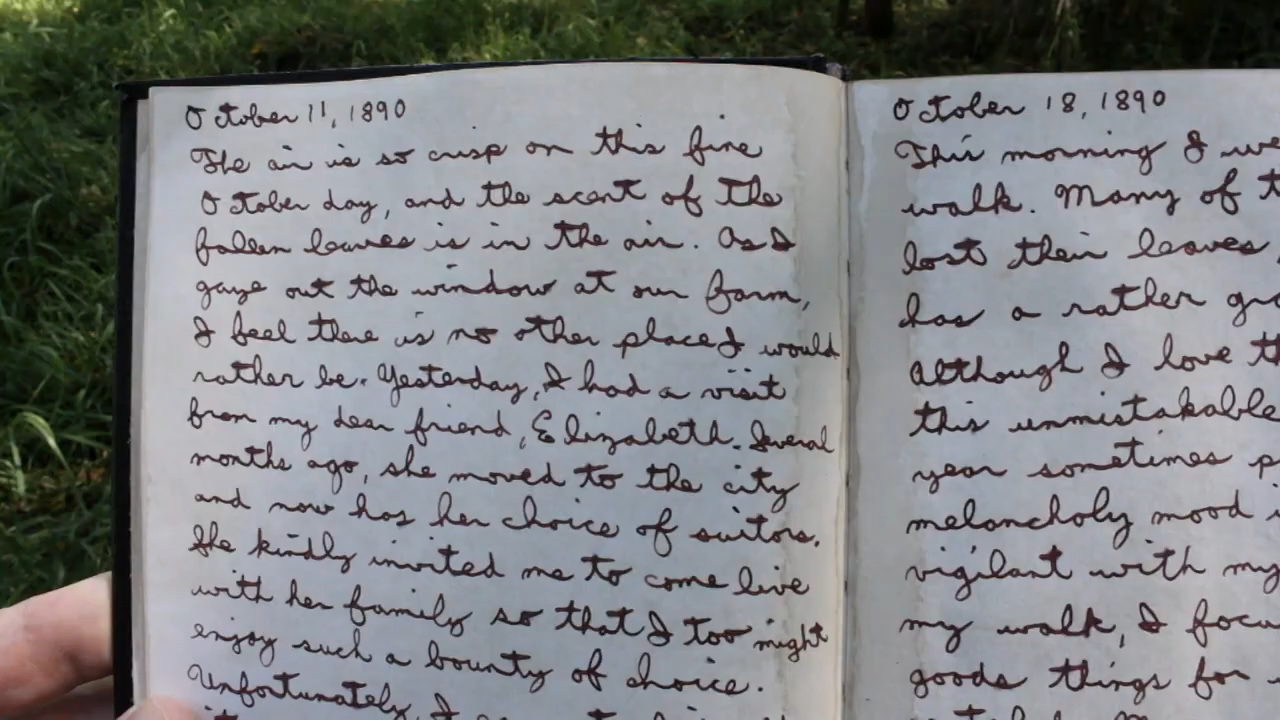 October 11, 1890
The air is so crisp on this fine
October day, and the scent of the
fallen leaves is in the air. As I
gaze out the window at our farm,
I feel there is no other place I would
rather be. Yesterday, I had a visit
from my dear friend, Elizabeth. Several
months ago, she moved to the city
and now has her choice of suitors.
She kindly invited me to come live
with her family so that I too might
enjoy such a bounty of choice.
Unfortunately, I
October 18, 1890
This morning I we
walk. Many of t
lost their leaves
has a rather gr
Although I love th
this unmistakable
year sometimes p
melancholy mood i
vigilant with my
my walk, I focu
goods things for